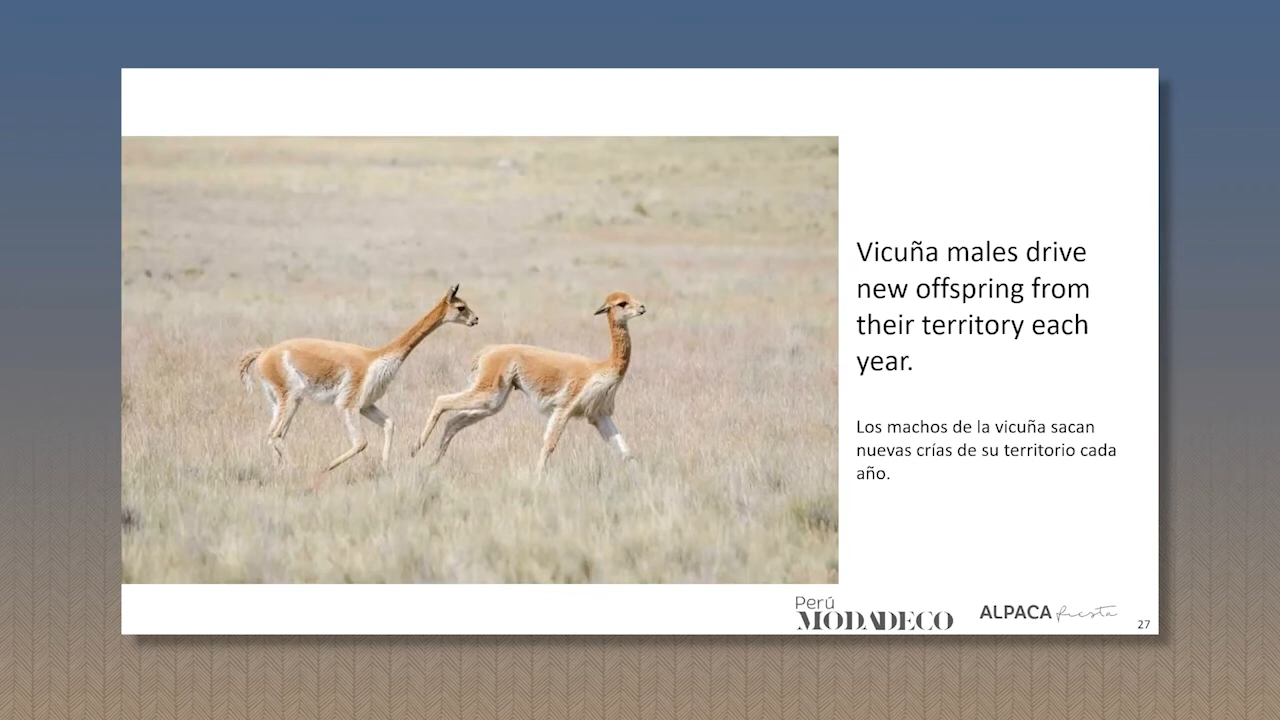 Vicuña males drive
new offspring from
their territory each
year.
Los machos de la vicuña sacan
nuevas crías de su territorio cada
año.
Perú
MODADECO
ALPACA fiesta
27